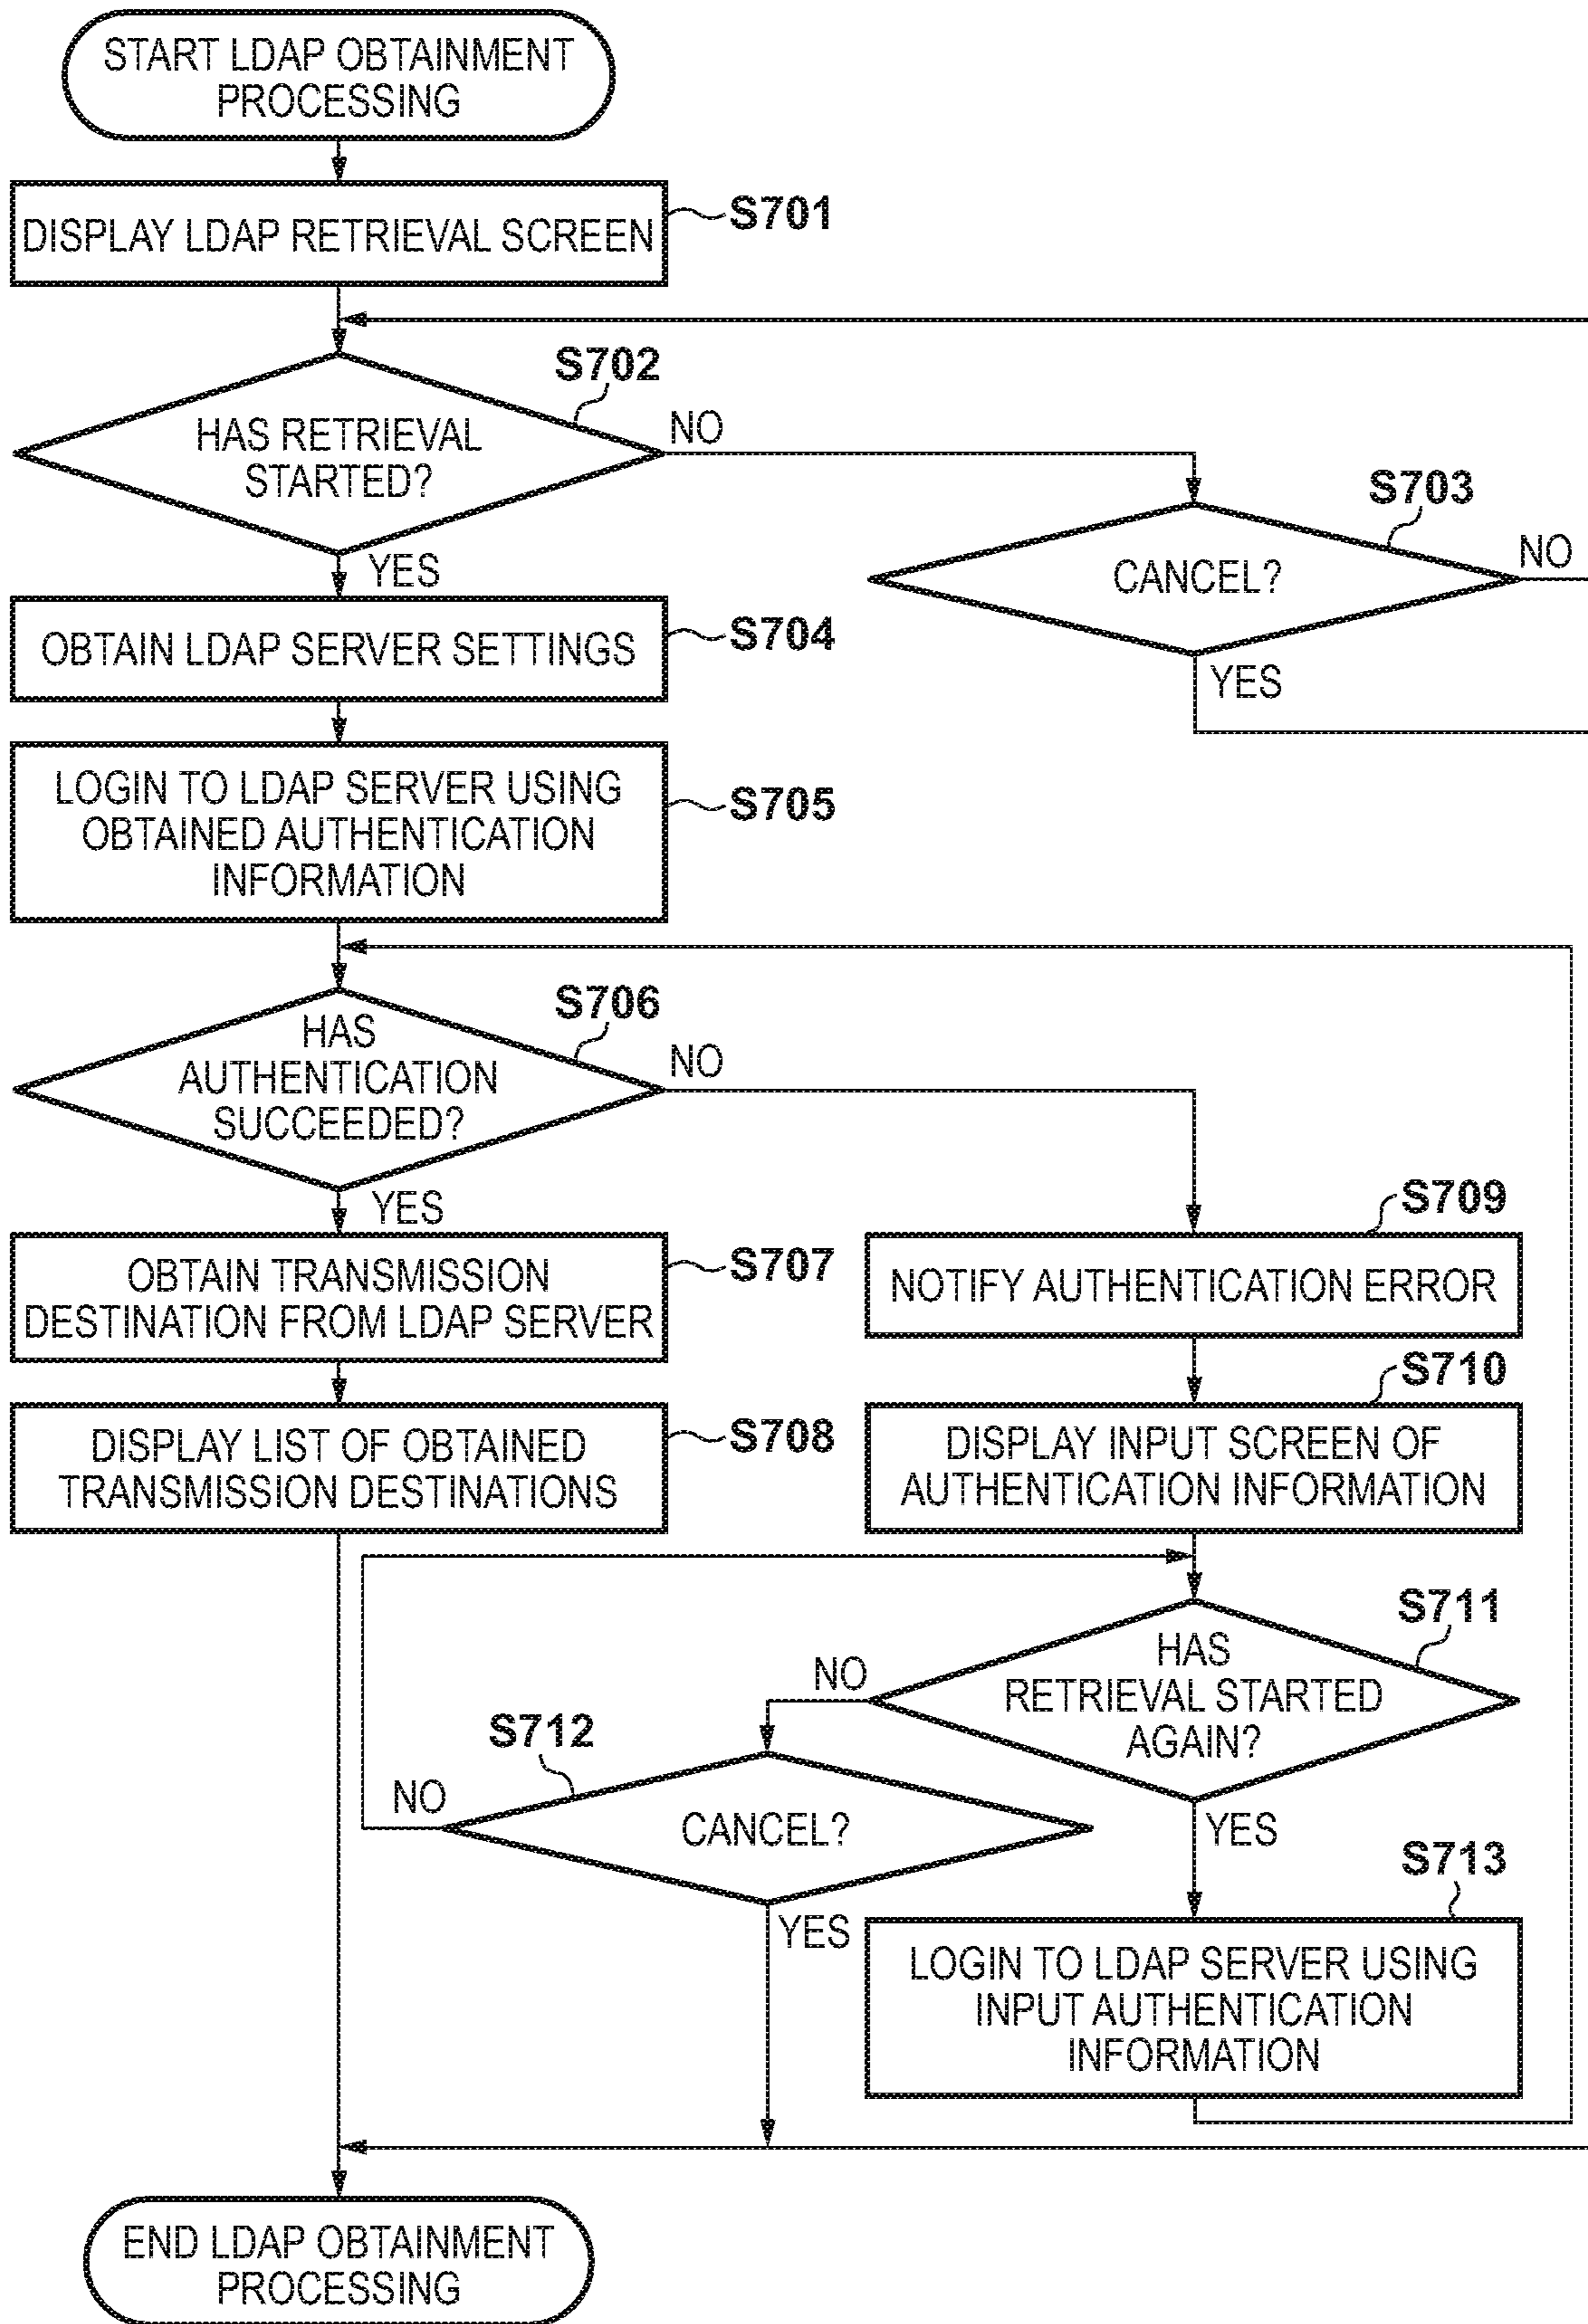 START LDAP OBTAINMENT
PROCESSING
DISPLAY LDAP RETRIEVAL SCREEN
S701
S702
HAS RETRIEVAL
STARTED?
NO
YES
S703
CANCEL?
NO
YES
OBTAIN LDAP SERVER SETTINGS
S704
LOGIN TO LDAP SERVER USING
OBTAINED AUTHENTICATION
INFORMATION
S705
S706
HAS
AUTHENTICATION
SUCCEEDED?
NO
YES
OBTAIN TRANSMISSION
DESTINATION FROM LDAP SERVER
S707
DISPLAY LIST OF OBTAINED
TRANSMISSION DESTINATIONS
S708
S709
NOTIFY AUTHENTICATION ERROR
S710
DISPLAY INPUT SCREEN OF
AUTHENTICATION INFORMATION
S711
HAS
RETRIEVAL STARTED
AGAIN?
NO
YES
S712
CANCEL?
NO
YES
S713
LOGIN TO LDAP SERVER USING
INPUT AUTHENTICATION
INFORMATION
END LDAP OBTAINMENT
PROCESSING